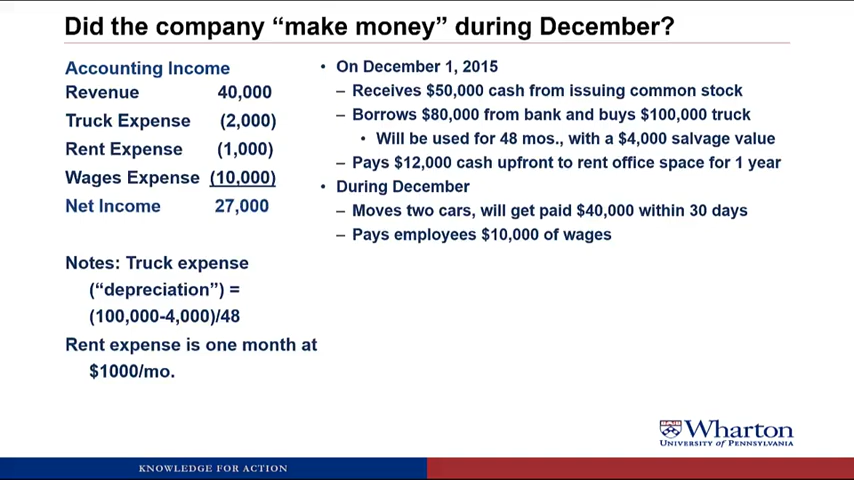 Did the company “make money” during December?
Accounting Income
Revenue 40,000
Truck Expense (2,000)
Rent Expense (1,000)
Wages Expense (10,000)
Net Income 27,000
Notes: Truck expense
(“depreciation”) =
(100,000-4,000)/48
Rent expense is one month at
$1000/mo.
• On December 1, 2015
– Receives $50,000 cash from issuing common stock
– Borrows $80,000 from bank and buys $100,000 truck
• Will be used for 48 mos., with a $4,000 salvage value
– Pays $12,000 cash upfront to rent office space for 1 year
• During December
– Moves two cars, will get paid $40,000 within 30 days
– Pays employees $10,000 of wages
Wharton
UNIVERSITY of PENNSYLVANIA
KNOWLEDGE FOR ACTION